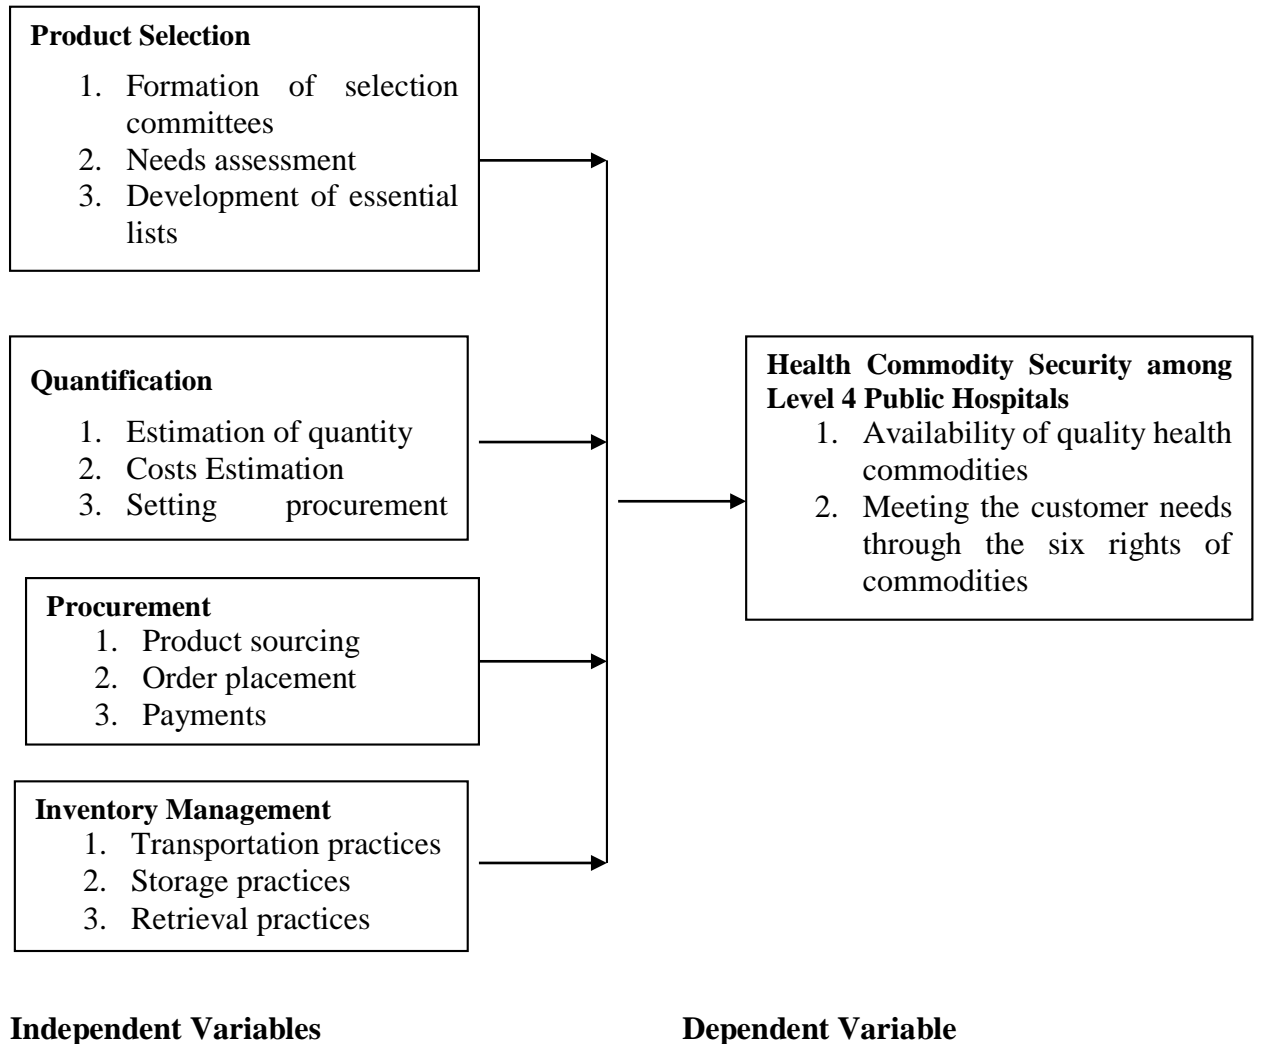 Product Selection
1. Formation of selection
committees
2. Needs assessment
3. Development of essential
lists
Quantification
1. Estimation of quantity
2. Costs Estimation
3. Setting procurement
Procurement
1. Product sourcing
2. Order placement
3. Payments
Inventory Management
1. Transportation practices
2. Storage practices
3. Retrieval practices
Health Commodity Security among
Level 4 Public Hospitals
1. Availability of quality health
commodities
2. Meeting the customer needs
through the six rights of
commodities
Independent Variables
Dependent Variable